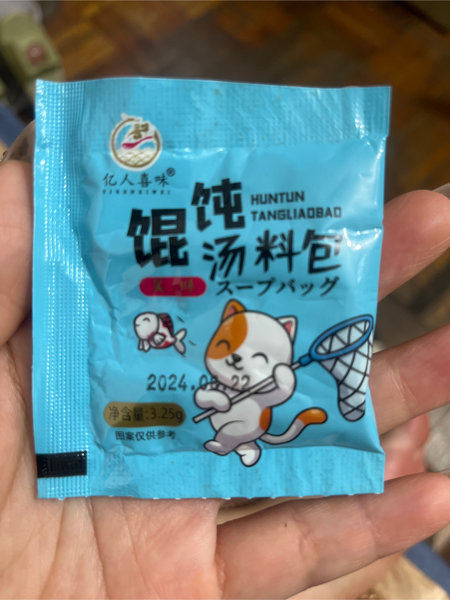 亿人喜味®
YIRENXIWEI
馄饨 HUNTUN
汤料包 TANGLIAOBAO
スープバッグ
2024.08.22
净含量:3.25g
图案仅供参考